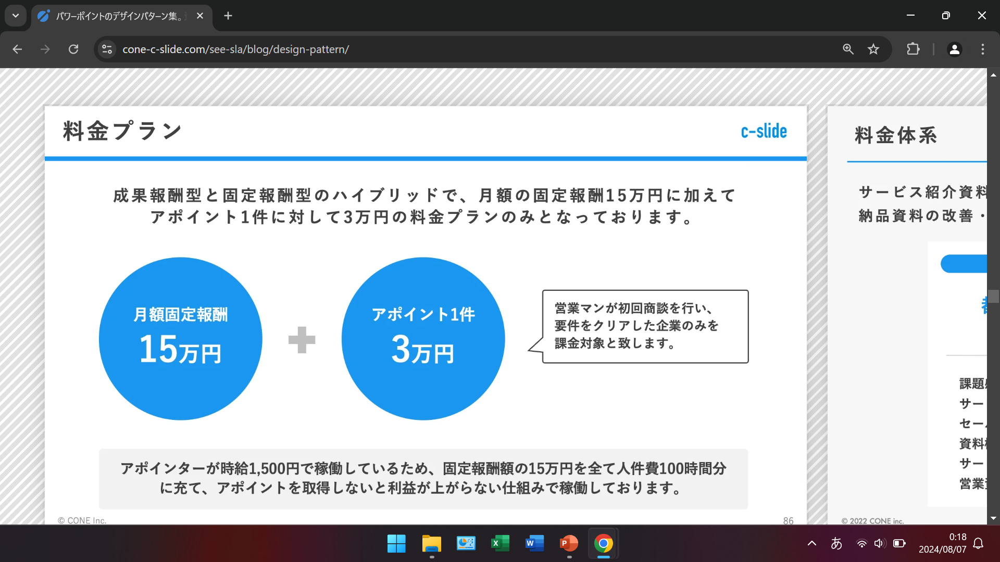 パワーポイントのデザインパターン集。
cone-c-slide.com/see-sla/blog/design-pattern/
料金プラン
c-slide
成果報酬型と固定報酬型のハイブリッドで、月額の固定報酬15万円に加えて
アポイント1件に対して3万円の料金プランのみとなっております。
月額固定報酬
15万円
アポイント1件
3万円
営業マンが初回商談を行い、
要件をクリアした企業のみを
課金対象と致します。
アポインターが時給1,500円で稼働しているため、固定報酬額の15万円を全て人件費100時間分
に充て、アポイントを取得しないと利益が上がらない仕組みで稼働しております。
© CONE Inc.
86
料金体系
サービス紹介資料
納品資料の改善・
課題
サー
セー
資料
サー
営業
© 2022 CONE inc.
X
W
P
あ
0:18
2024/08/07